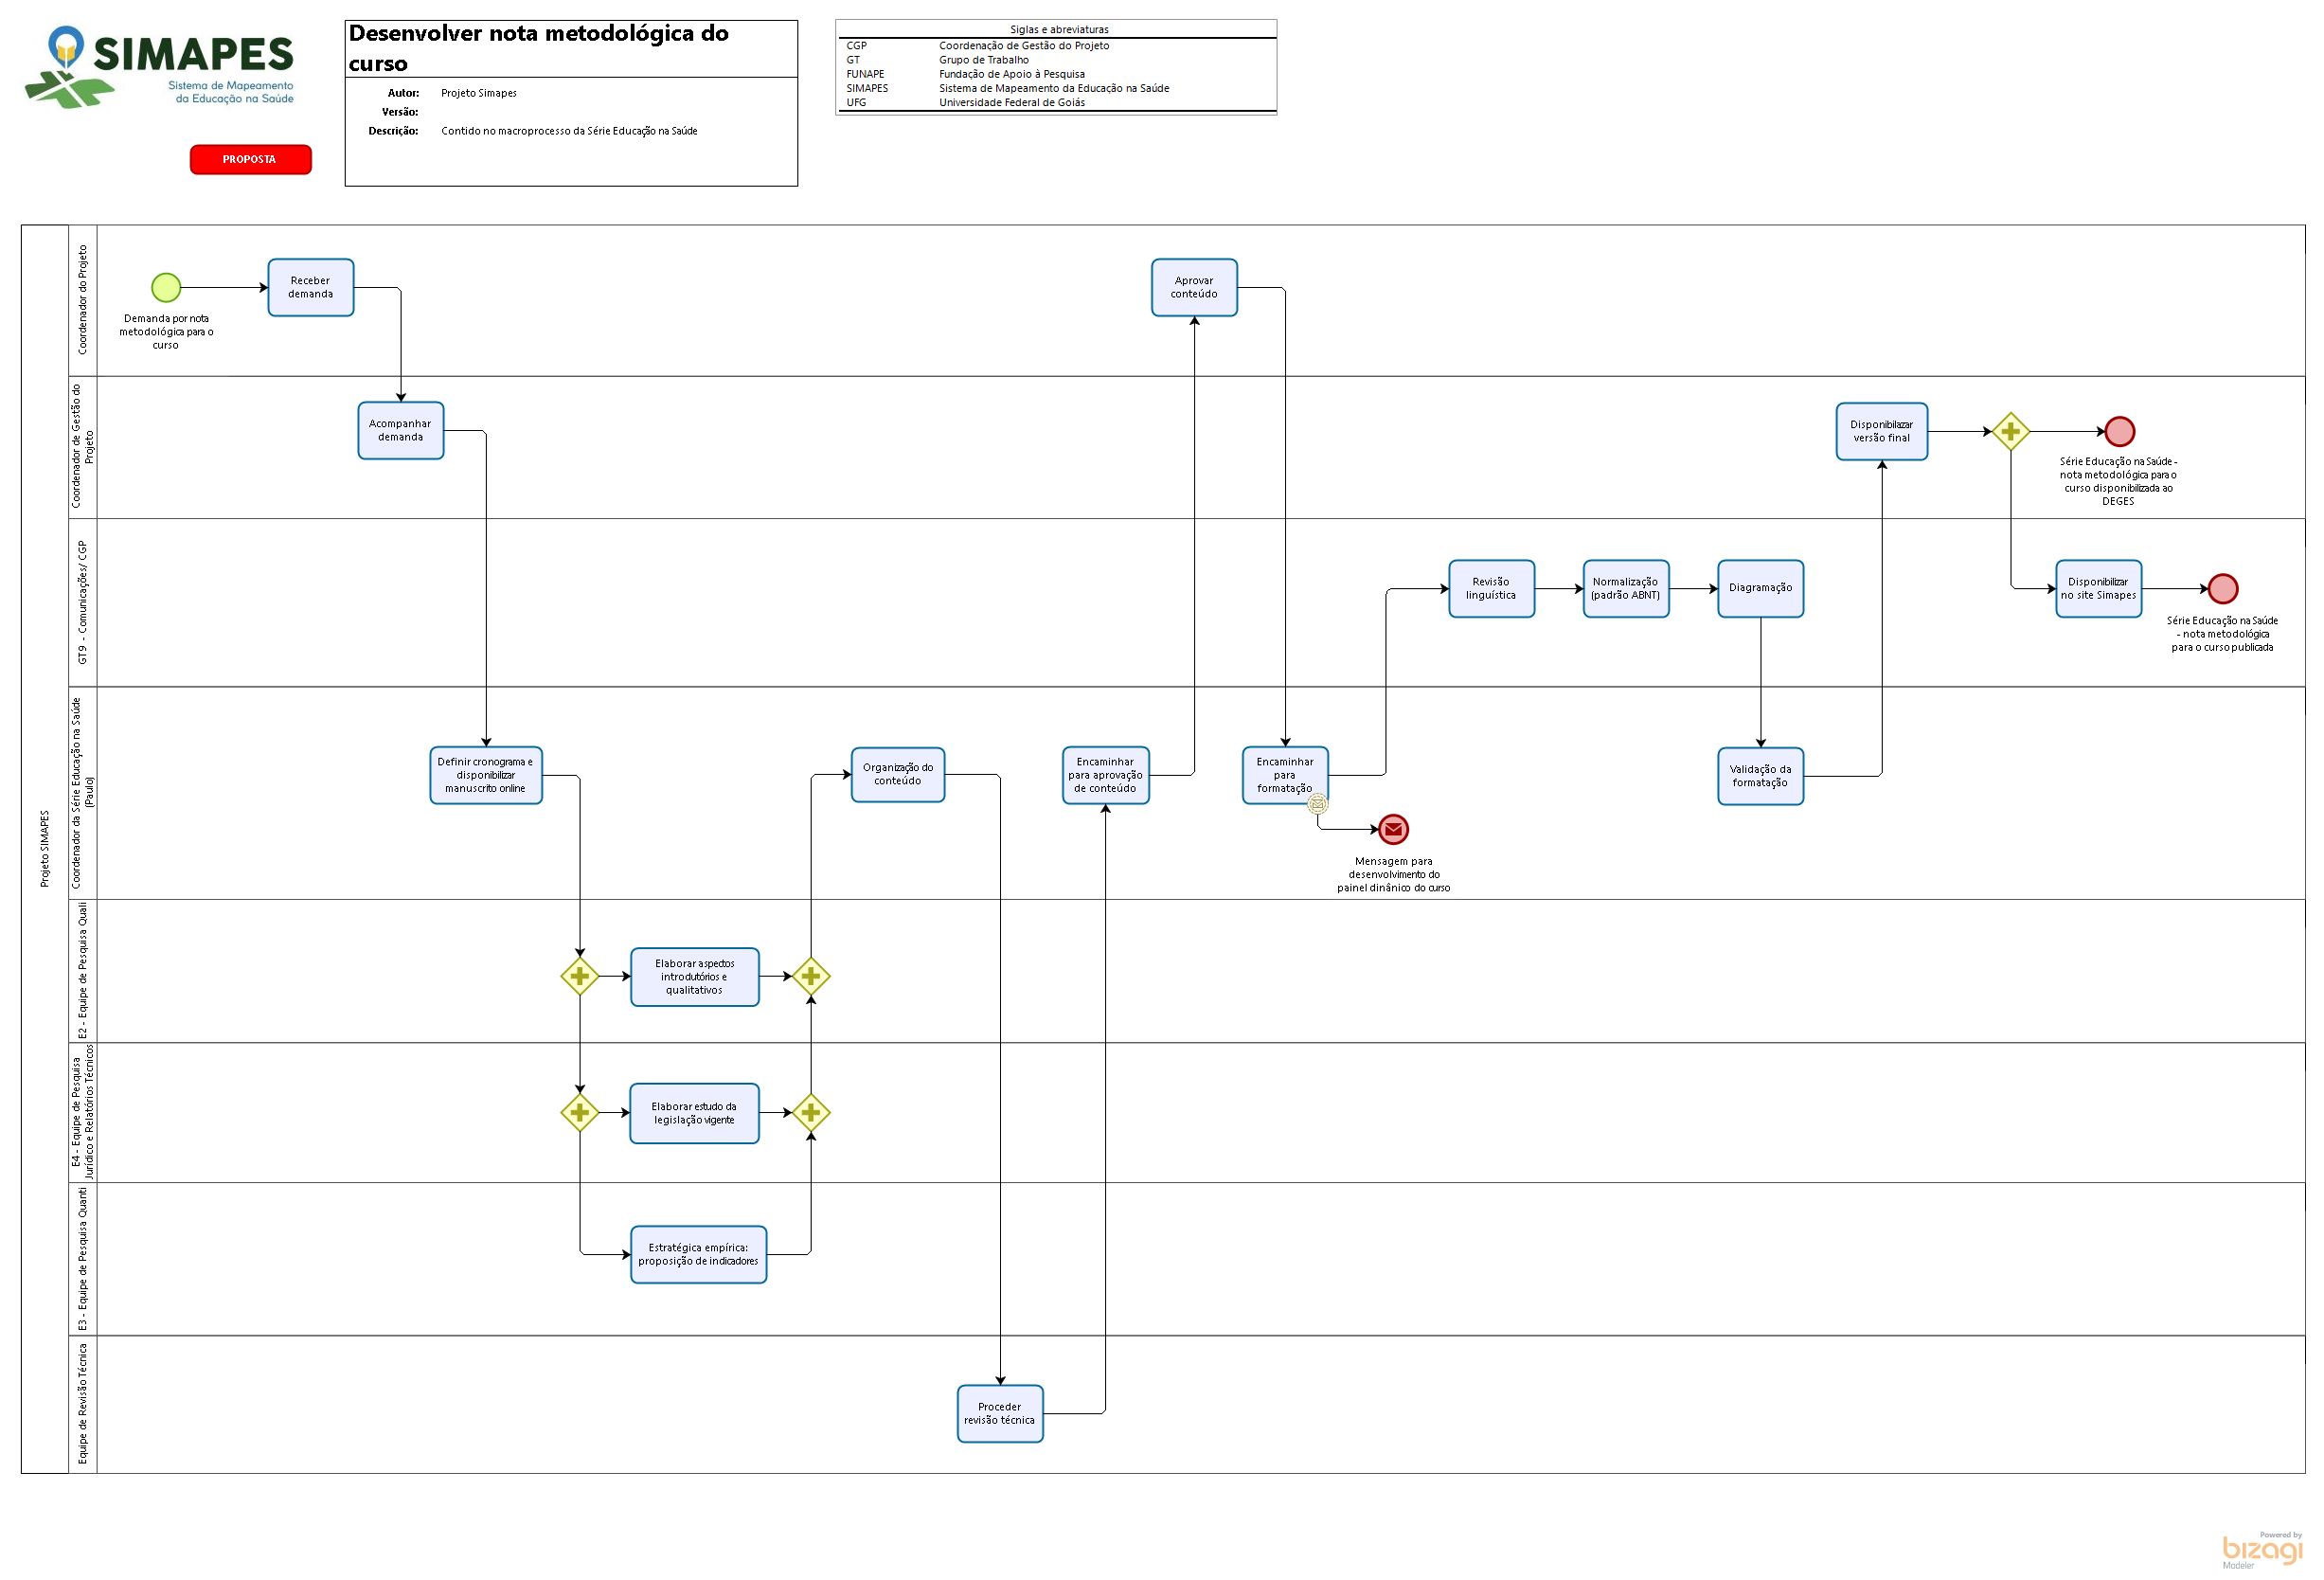 SIMAPES
Sistema de Mapeamento
da Educação na Saúde
PROPOSTA
Desenvolver nota metodológica do
curso
Autor: Projeto Simapes
Versão:
Descrição: Contido no macroprocesso da Série Educação na Saúde
Siglas e abreviaturas
CGP Coordenação de Gestão do Projeto
GT Grupo de Trabalho
FUNAPE Fundação de Apoio à Pesquisa
SIMAPES Sistema de Mapeamento da Educação na Saúde
UFG Universidade Federal de Goiás
Projeto SIMAPES
Coordenador do Projeto
Demanda por nota
metodológica para o
curso
Receber
demanda
Aprovar
conteúdo
Coordenador de Gestão do
Projeto
Acompanhar
demanda
Disponibilazar
versão final
Série Educação na Saúde -
nota metodológica para o
curso disponibilizada ao
DEGES
GT9 - Comunicações/ CGP
Revisão
linguística
Normalização
(padrão ABNT)
Diagramação
Disponibilizar
no site Simapes
Série Educação na Saúde
- nota metodológica
para o curso publicada
Coordenador da Série Educação na Saúde
(Paulo)
Definir cronograma e
disponibilizar
manuscrito online
Organização do
conteúdo
Encaminhar
para aprovação
de conteúdo
Encaminhar
para
formatação
Mensagem para
desenvolvimento do
painel dinânico do curso
Validação da
formatação
E2 - Equipe de Pesquisa Quali
Elaborar aspectos
introdutórios e
qualitativos
E4 - Equipe de Pesquisa
Jurídico e Relatórios Técnicos
Elaborar estudo da
legislação vigente
E3 - Equipe de Pesquisa Quanti
Estratégica empírica:
proposição de indicadores
Equipe de Revisão Técnica
Proceder
revisão técnica
Powered by
bizagi
Modeler